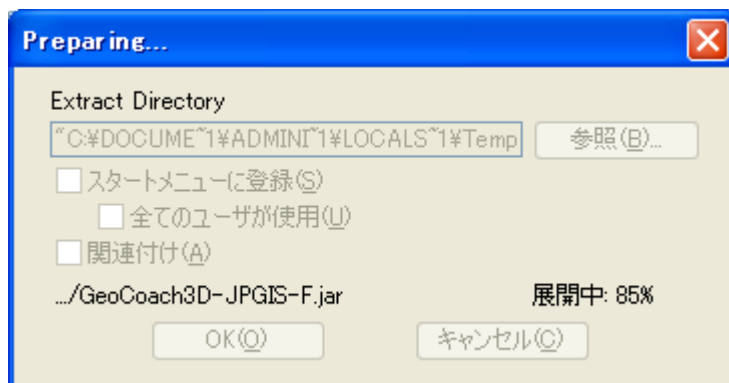 Preparing...
Extract Directory
"C:¥DOCUME~1¥ADMINI~1¥LOCALS~1¥Temp 参照(B)...
スタートメニューに登録(S)
全てのユーザが使用(U)
関連付け(A)
.../GeoCoach3D-JPGIS-F.jar 展開中: 85%
OK(O) キャンセル(C)